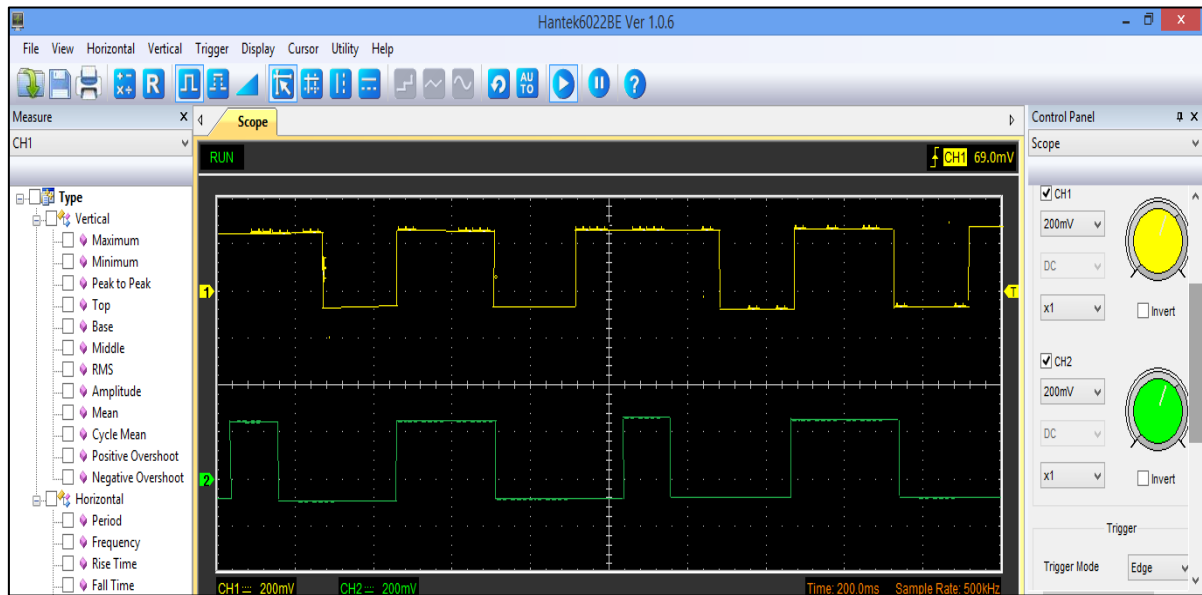 Hantek6022BE Ver 1.0.6
File View Horizontal Vertical Trigger Display Cursor Utility Help
R
AU TO
?
Measure X
CH1
Type
Vertical
Maximum
Minimum
Peak to Peak
Top
Base
Middle
RMS
Amplitude
Mean
Cycle Mean
Positive Overshoot
Negative Overshoot
Horizontal
Period
Frequency
Rise Time
Fall Time
Scope
RUN
CH1 69.0mV
1
T
2
CH1 200mV CH2 200mV Time: 200.0ms Sample Rate: 500kHz
Control Panel
Scope
CH1
200mV
DC
x1 Invert
CH2
200mV
DC
x1 Invert
Trigger
Trigger Mode Edge